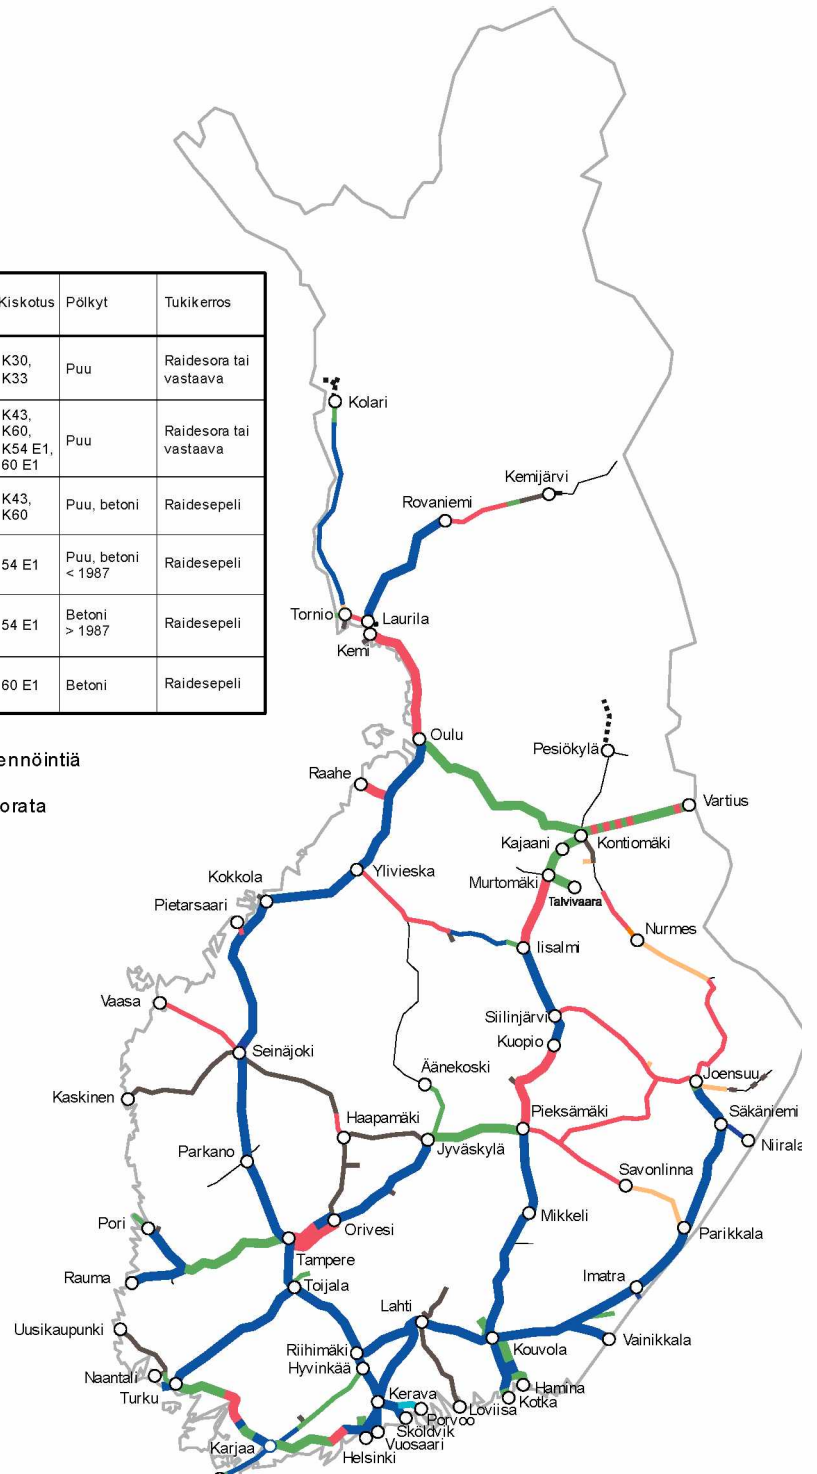 Kiskotus Pölkyt Tukikerros
K30,
K33
Puu
Raidesora tai
vastaava
K43,
K60,
K54 E1,
60 E1
Puu
Raidesora tai
vastaava
K43,
K60
Puu, betoni
Raidesepeli
54 E1
Puu, betoni
< 1987
Raidesepeli
54 E1
Betoni
> 1987
Raidesepeli
60 E1
Betoni
Raidesepeli
ennöintiä
orata
Kolari
Kemijärvi
Rovaniemi
Tornio
Laurila
Kemi
Oulu
Pesiökylä
Raahe
Vartius
Kajaani
Kontiomäki
Ylivieska
Kokkola
Murtomäki
Talvivaara
Pietarsaari
Nurmes
Iisalmi
Vaasa
Siilinjärvi
Kuopio
Seinäjoki
Äänekoski
Joensuu
Kaskinen
Haapamäki
Pieksämäki
Säkäniemi
Jyväskylä
Niirala
Parkano
Savonlinna
Pori
Orivesi
Mikkeli
Parikkala
Tampere
Rauma
Toijala
Imatra
Lahti
Uusikaupunki
Riihimäki
Kouvola
Vainikkala
Hyvinkää
Naantali
Turku
Kerava
Hamina
Loviisa
Kotka
Porvoo
Sköldvik
Karjaa
Vuosaari
Helsinki